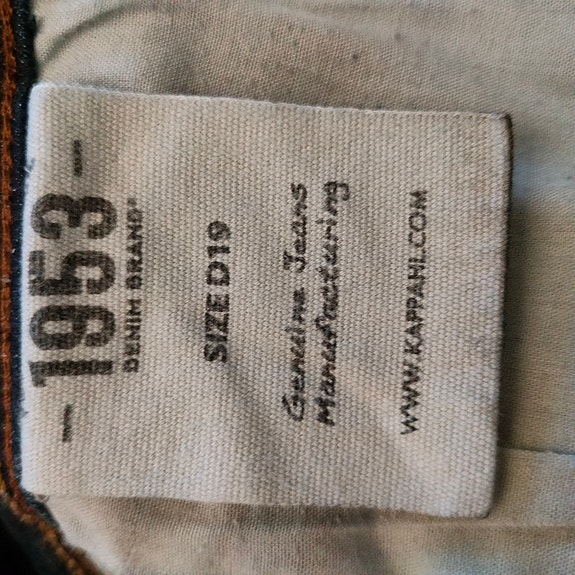 - 1953 -
DENIM BRAND®
SIZE D19
Genuine Jeans
Manufacturing
WWW.KAPPAHL.COM